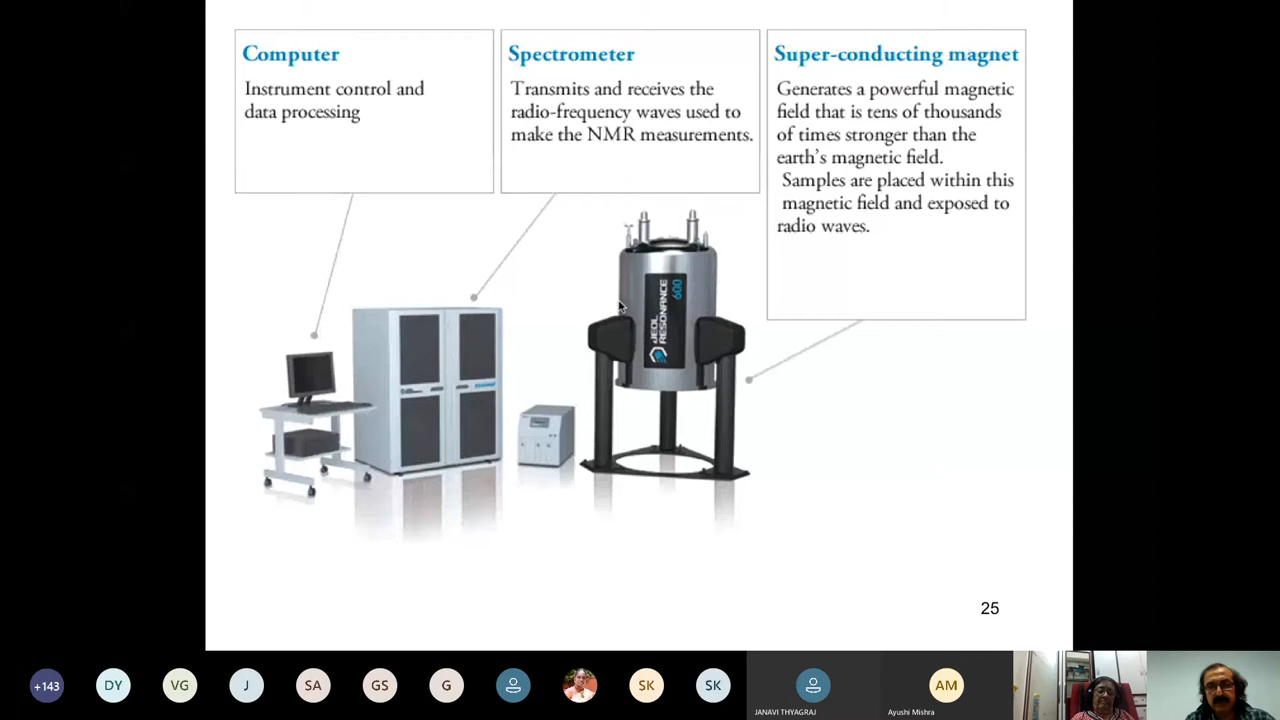 Computer
Instrument control and
data processing
Spectrometer
Transmits and receives the
radio-frequency waves used to
make the NMR measurements.
Super-conducting magnet
Generates a powerful magnetic
field that is tens of thousands
of times stronger than the
earth's magnetic field.
Samples are placed within this
magnetic field and exposed to
radio waves.
JEOL
RESONANCE
600
25
+143
DY
VG
J
SA
GS
G
SK
SK
JANAVI THYAGRAJ
AM
Ayushi Mishra